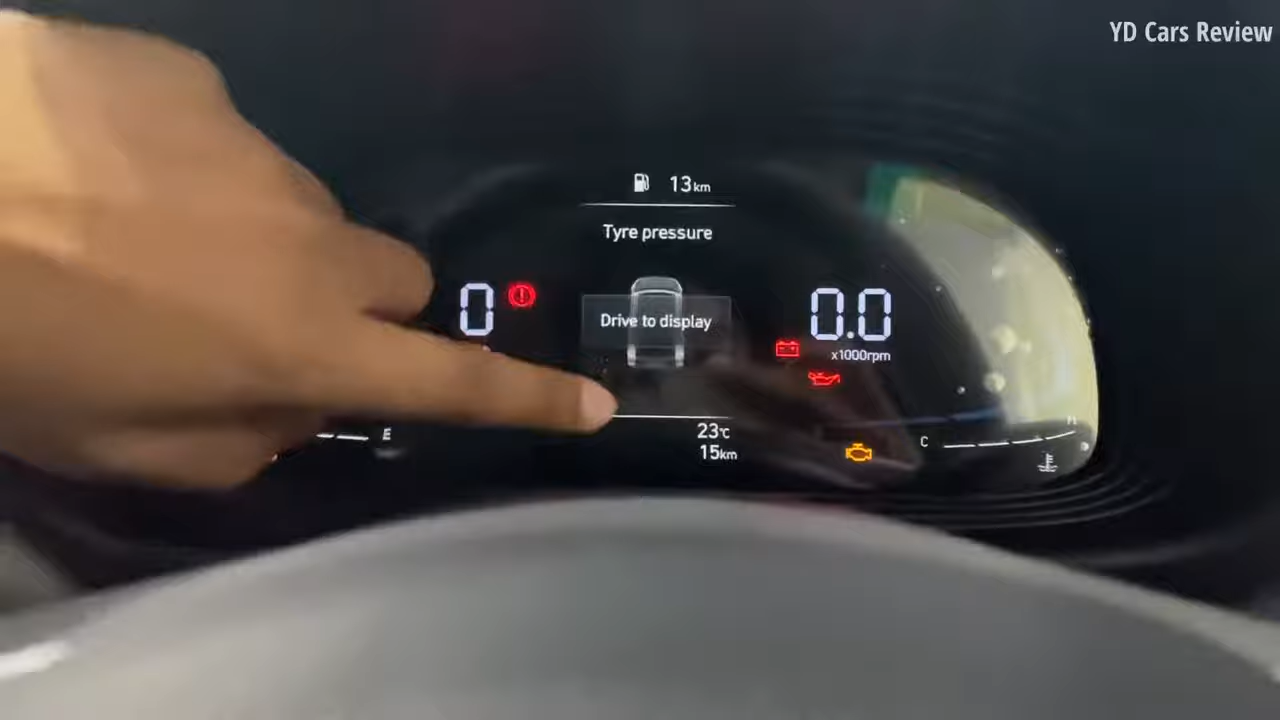 YD Cars Review
13km
Tyre pressure
0
Drive to display
0.0
x1000rpm
E
23°C
15km
C
H